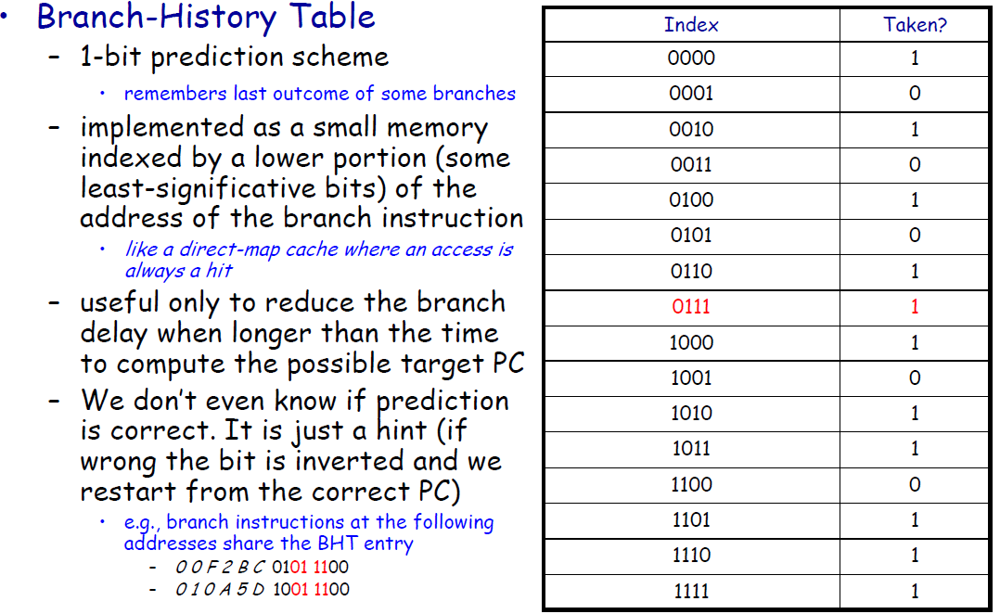 • Branch-History Table
– 1-bit prediction scheme
• remembers last outcome of some branches
– implemented as a small memory
indexed by a lower portion (some
least-significative bits) of the
address of the branch instruction
• like a direct-map cache where an access is
always a hit
– useful only to reduce the branch
delay when longer than the time
to compute the possible target PC
– We don't even know if prediction
is correct. It is just a hint (if
wrong the bit is inverted and we
restart from the correct PC)
• e.g., branch instructions at the following
addresses share the BHT entry
– 0 0 F 2 B C 0101 1100
– 0 1 0 A 5 D 1001 1100
Index Taken?
0000 1
0001 0
0010 1
0011 0
0100 1
0101 0
0110 1
0111 1
1000 1
1001 0
1010 1
1011 1
1100 0
1101 1
1110 1
1111 1